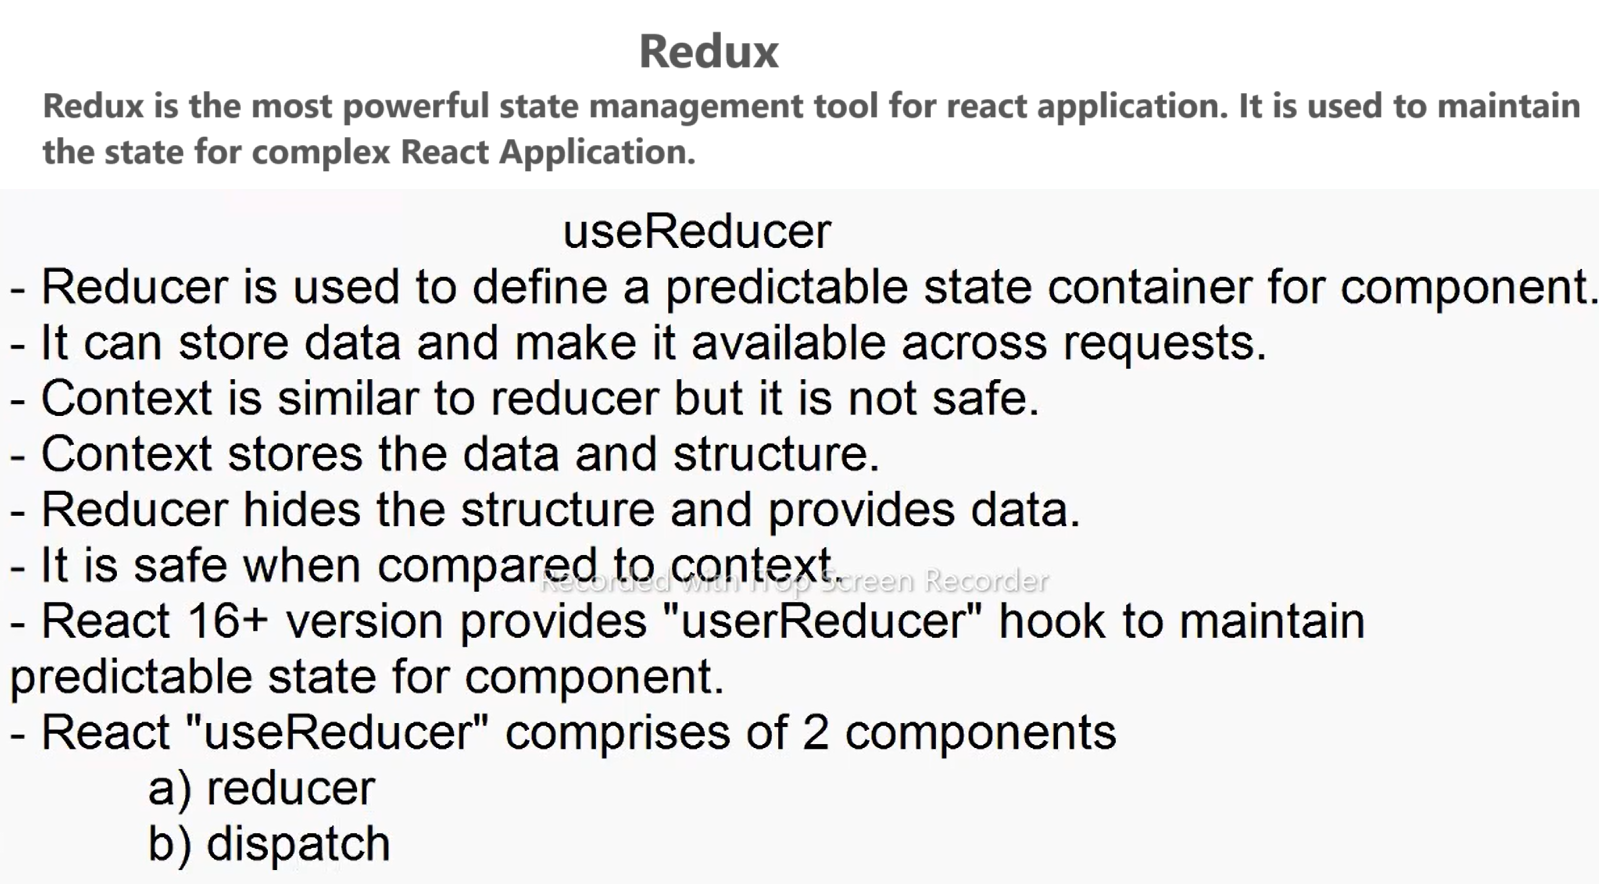 Redux
Redux is the most powerful state management tool for react application. It is used to maintain
the state for complex React Application.
useReducer
- Reducer is used to define a predictable state container for component.
- It can store data and make it available across requests.
- Context is similar to reducer but it is not safe.
- Context stores the data and structure.
- Reducer hides the structure and provides data.
- It is safe when compared to context.
Recorded with iTop Screen Recorder
- React 16+ version provides "userReducer" hook to maintain
predictable state for component.
- React "useReducer" comprises of 2 components
a) reducer
b) dispatch